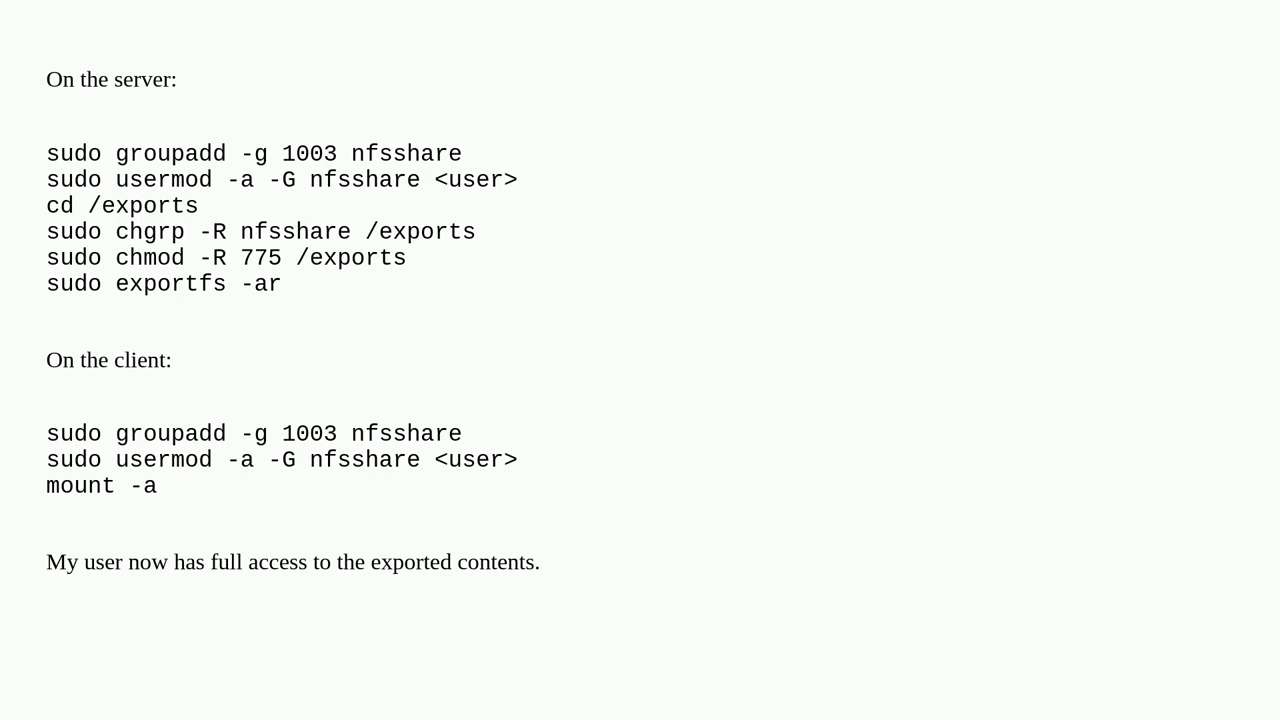 On the server:
sudo groupadd -g 1003 nfsshare
sudo usermod -a -G nfsshare <user>
cd /exports
sudo chgrp -R nfsshare /exports
sudo chmod -R 775 /exports
sudo exportfs -ar
On the client:
sudo groupadd -g 1003 nfsshare
sudo usermod -a -G nfsshare <user>
mount -a
My user now has full access to the exported contents.